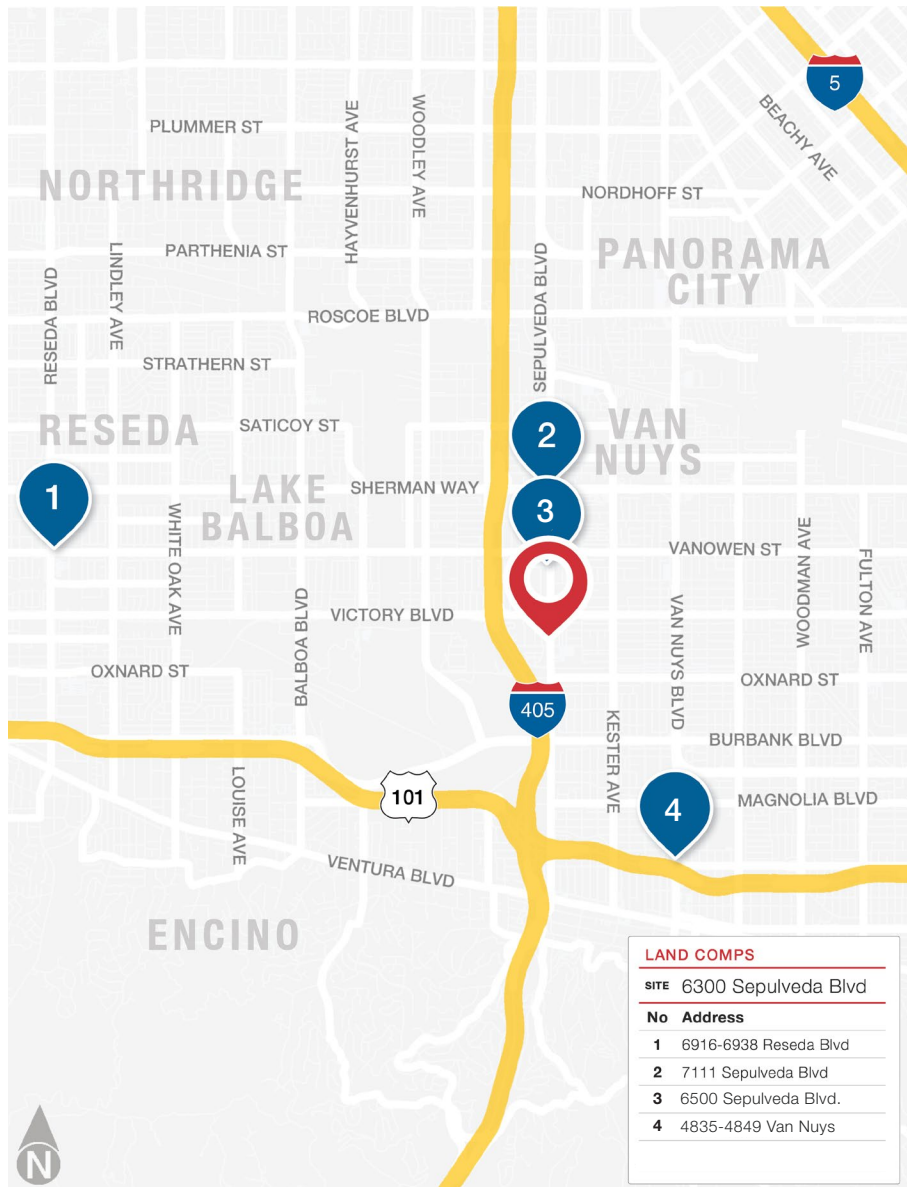 5
BEACHY AVE
PLUMMER ST
HAYVENHURST AVE
WOODLEY AVE
NORTHRIDGE
NORDHOFF ST
LINDLEY AVE
PARTHENIA ST
SEPULVEDA BLVD
PANORAMA
CITY
RESEDA BLVD
ROSCOE BLVD
STRATHERN ST
RESEDA
SATICOY ST
2
VAN
NUYS
1
LAKE
BALBOA
SHERMAN WAY
3
WHITE OAK AVE
VANOWEN ST
WOODMAN AVE
FULTON AVE
BALBOA BLVD
VICTORY BLVD
VAN NUYS BLVD
OXNARD ST
OXNARD ST
405
KESTER AVE
BURBANK BLVD
LOUISE AVE
101
4
MAGNOLIA BLVD
VENTURA BLVD
ENCINO
LAND COMPS
SITE 6300 Sepulveda Blvd
No Address
1 6916-6938 Reseda Blvd
2 7111 Sepulveda Blvd
3 6500 Sepulveda Blvd.
4 4835-4849 Van Nuys
N